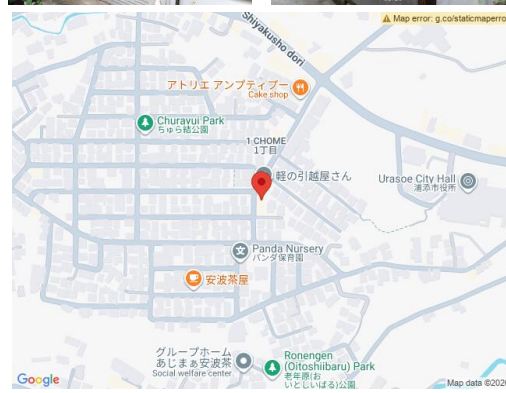 Map error: g.co/staticmaperro
Shiyakusho dori
アトリエ アンプティプー
Cake shop
Churavui Park
ちゅら結公園
1 CHOME
1丁目
軽の引越屋さん
Urasoe City Hall
浦添市役所
Panda Nursery
パンダ保育園
安波茶屋
グループホーム
あじまぁ安波茶
Social welfare center
Ronengen
(Oitoshiibaru) Park
老年原(お
いとしいばる)公園
Google
Map data ©2026